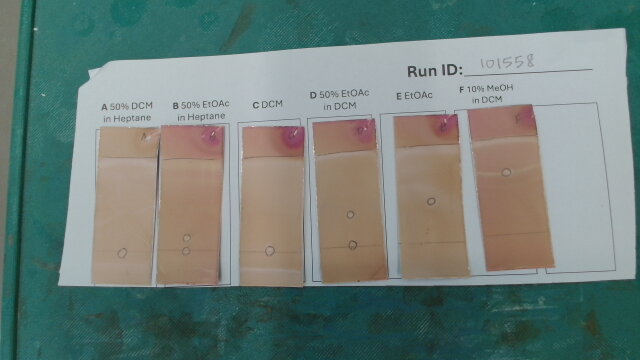 Run ID: 101558
A 50% DCM
in Heptane
B 50% EtOAc
in Heptane
C DCM
D 50% EtOAc
in DCM
E EtOAc
F 10% MeOH
in DCM
A